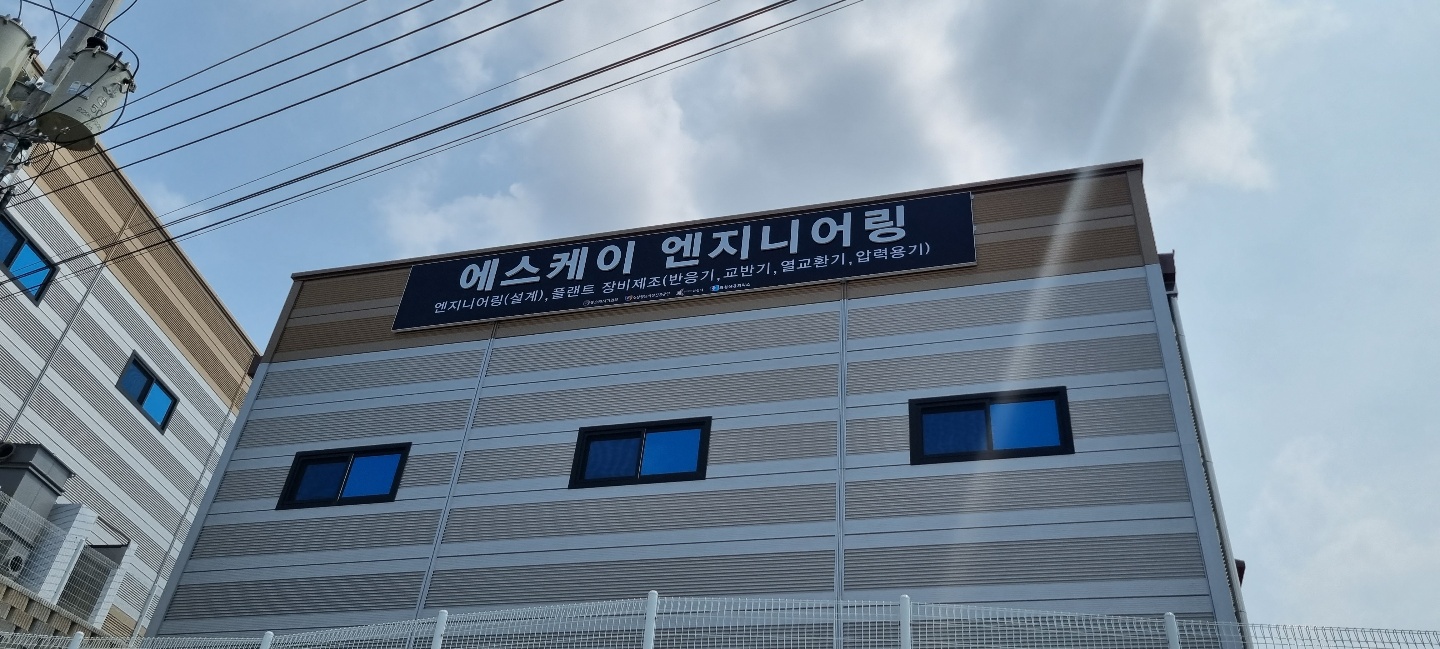 에스케이 엔지니어링
엔지니어링(설계), 플랜트 장비제조(반응기,교반기,열교환기,압력용기)